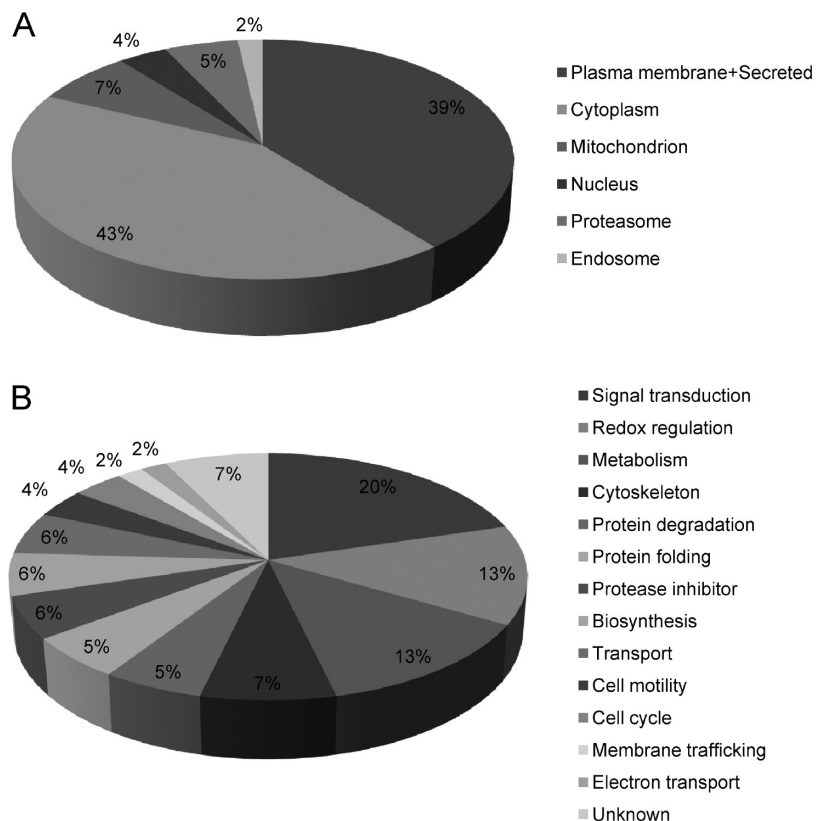 A
2%
4%
5%
7%
39%
43%
Plasma membrane+Secreted
Cytoplasm
Mitochondrion
Nucleus
Proteasome
Endosome
B
2%
2%
4%
4%
7%
20%
6%
6%
6%
5%
5%
7%
13%
13%
Signal transduction
Redox regulation
Metabolism
Cytoskeleton
Protein degradation
Protein folding
Protease inhibitor
Biosynthesis
Transport
Cell motility
Cell cycle
Membrane trafficking
Electron transport
Unknown